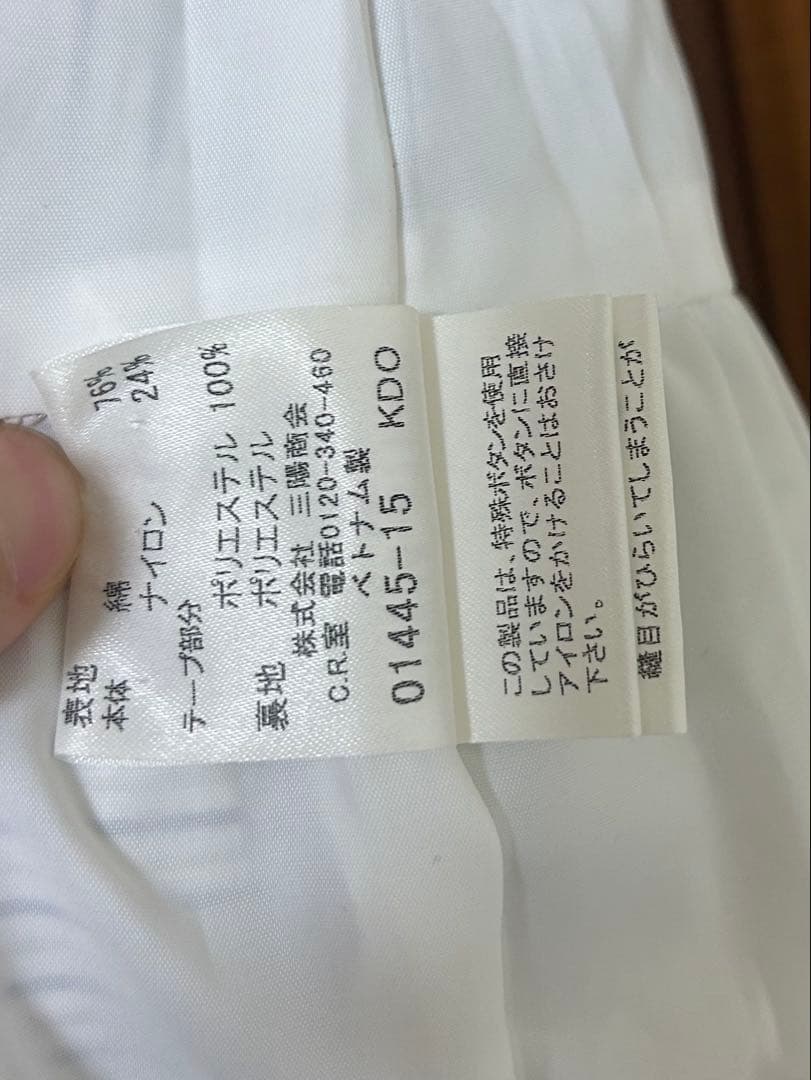 表地
本体
綿 76%
ナイロン 24%
テープ部分
ポリエステル 100%
裏地 ポリエステル
株式会社 三陽商会
C.R.室 電話0120-340-460
ベトナム製
01445-15 KDO
この製品は、特殊ボタンを使用
していますので、ボタンに直接
アイロンをかけることはおさけ
下さい。
縫目がひらいてしまうことが